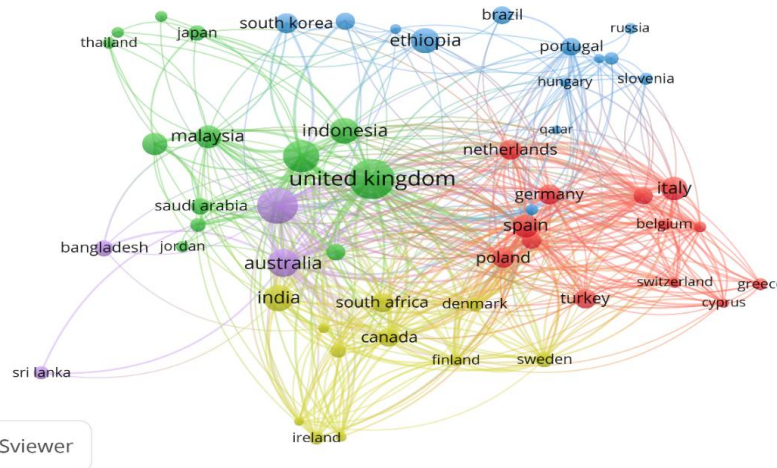 brazil
south korea
russia
japan
thailand
ethiopia
portugal
hungary
slovenia
indonesia
qatar
malaysia
netherlands
united kingdom
germany
italy
saudi arabia
spain
belgium
bangladesh
jordan
australia
poland
switzerland
greece
india
south africa
denmark
turkey
cyprus
canada
finland
sweden
sri lanka
ireland
Sviewer